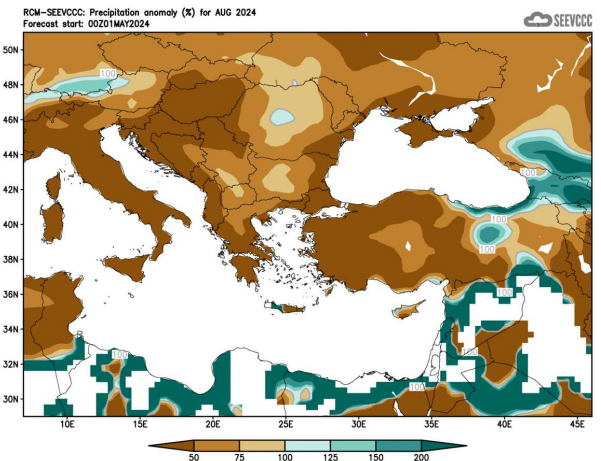 RCM-SEEVCCC: Precipitation anomaly (%) for AUG 2024
Forecast start: 00Z01MAY2024
SEEVCCC
50N
48N
46N
44N
42N
40N
38N
36N
34N
32N
30N
100
100
100
100
100
100
100
100
10E
15E
20E
25E
30E
35E
40E
45E
50
75
100
125
150
200